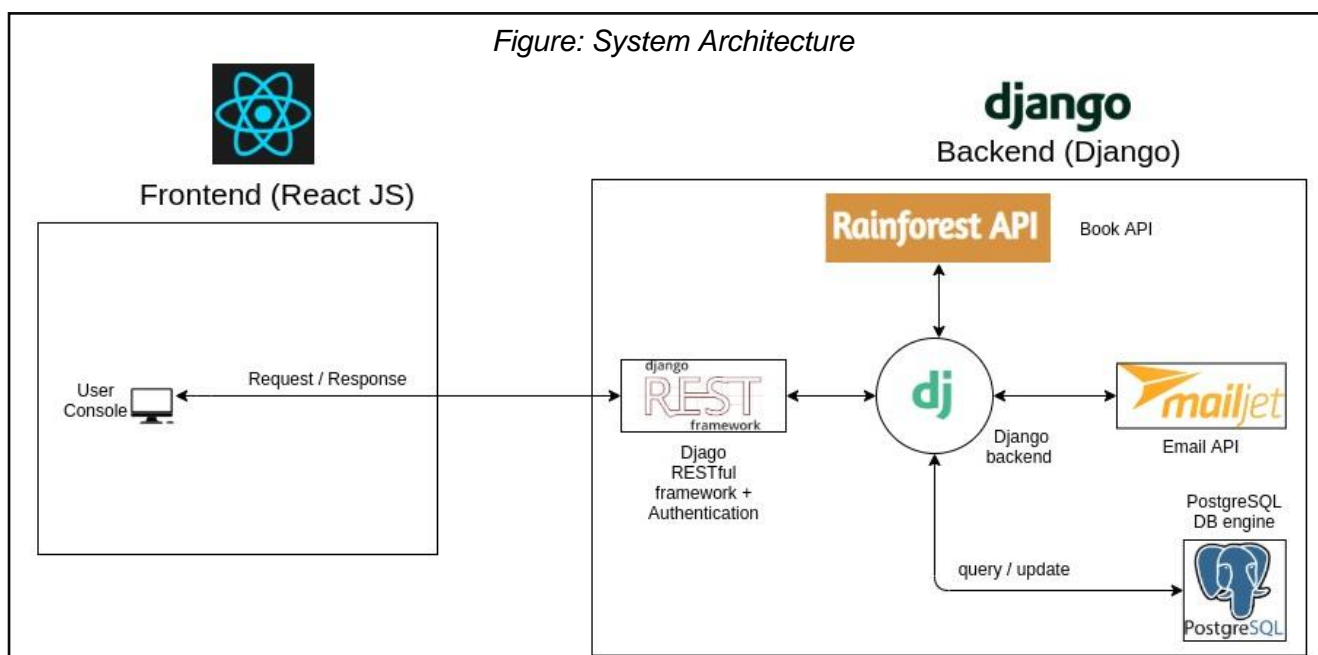 Figure: System Architecture
django
Backend (Django)
Frontend (React JS)
Rainforest API
Book API
User
Console
Request / Response
django
REST
framework
Djago
RESTful
framework +
Authentication
dj
Django
backend
mailjet
Email API
PostgreSQL
DB engine
query / update
PostgreSQL